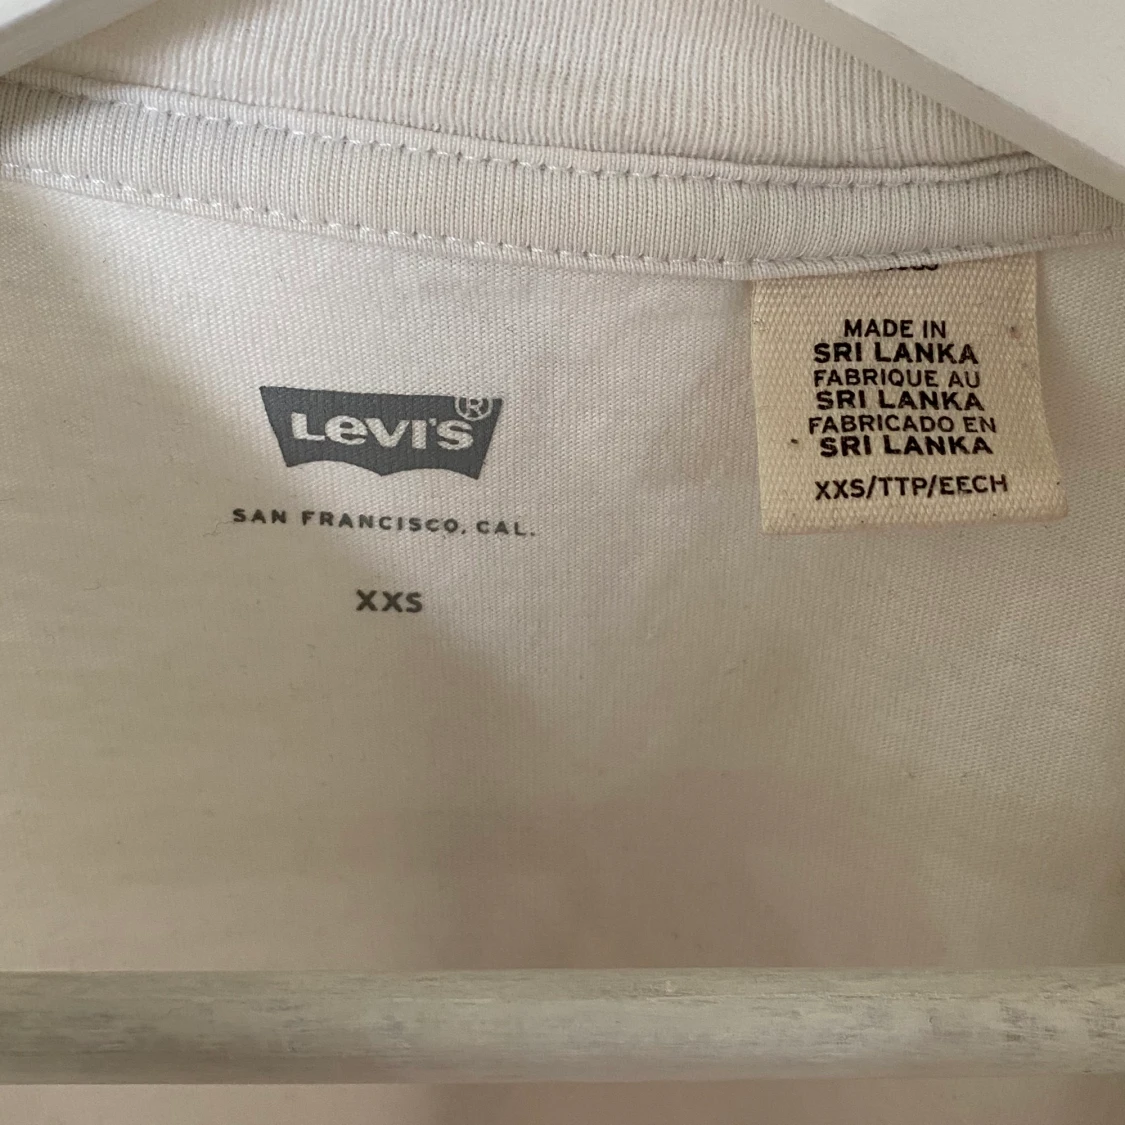 LEVI'S®
SAN FRANCISCO, CAL.
XXS
MADE IN
SRI LANKA
FABRIQUE AU
SRI LANKA
FABRICADO EN
SRI LANKA
XXS/TTP/EECH